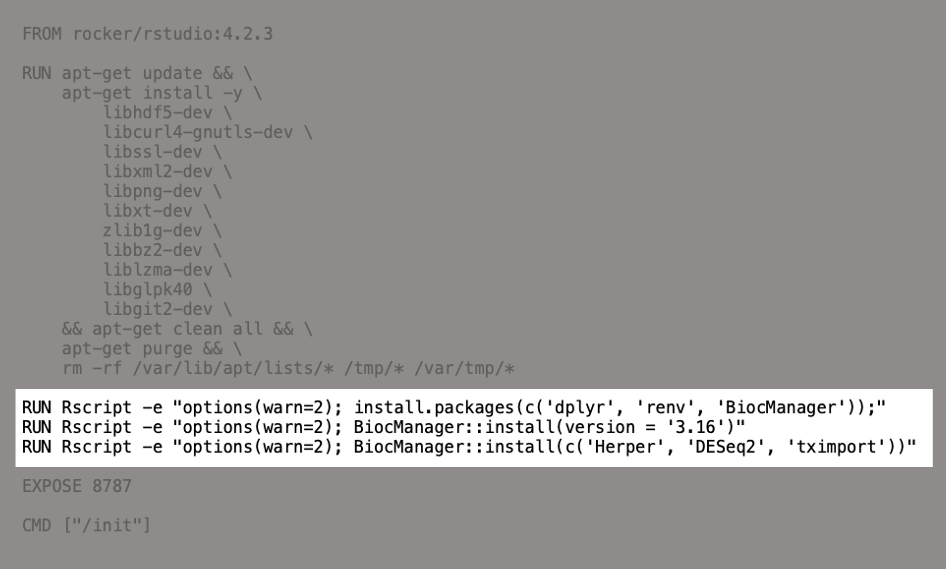 FROM rocker/rstudio:4.2.3
RUN apt-get update && \
apt-get install -y \
libhdf5-dev \
libcurl4-gnutls-dev \
libssl-dev \
libxml2-dev \
libpng-dev \
libxt-dev \
zlib1g-dev \
libbz2-dev \
liblzma-dev \
libglpk40 \
libgit2-dev \
&& apt-get clean all && \
apt-get purge && \
rm -rf /var/lib/apt/lists/* /tmp/* /var/tmp/*
RUN Rscript -e "options(warn=2); install.packages(c('dplyr', 'renv', 'BiocManager'));"
RUN Rscript -e "options(warn=2); BiocManager::install(version = '3.16')"
RUN Rscript -e "options(warn=2); BiocManager::install(c('Herper', 'DESeq2', 'tximport'))"
EXPOSE 8787
CMD ["/init"]